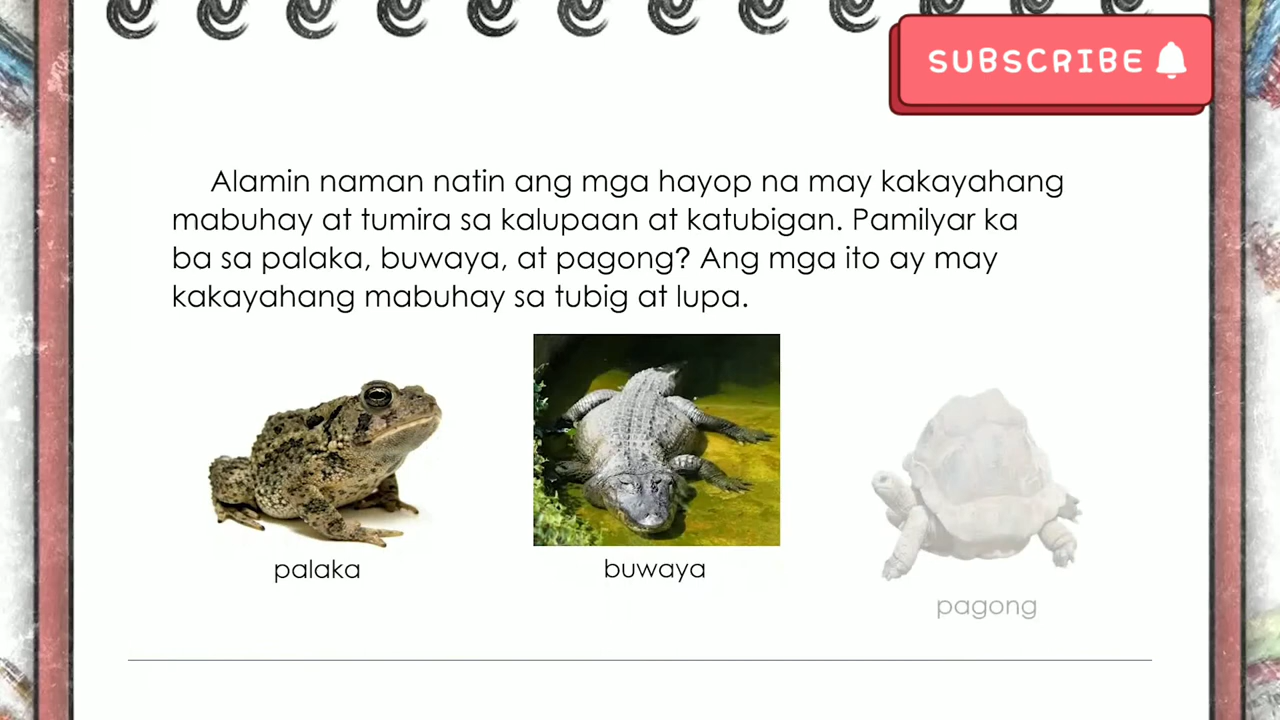 SUBSCRIBE
Alamin naman natin ang mga hayop na may kakayahang
mabuhay at tumira sa kalupaan at katubigan. Pamilyar ka
ba sa palaka, buwaya, at pagong? Ang mga ito ay may
kakayahang mabuhay sa tubig at lupa.
palaka
buwaya
pagong